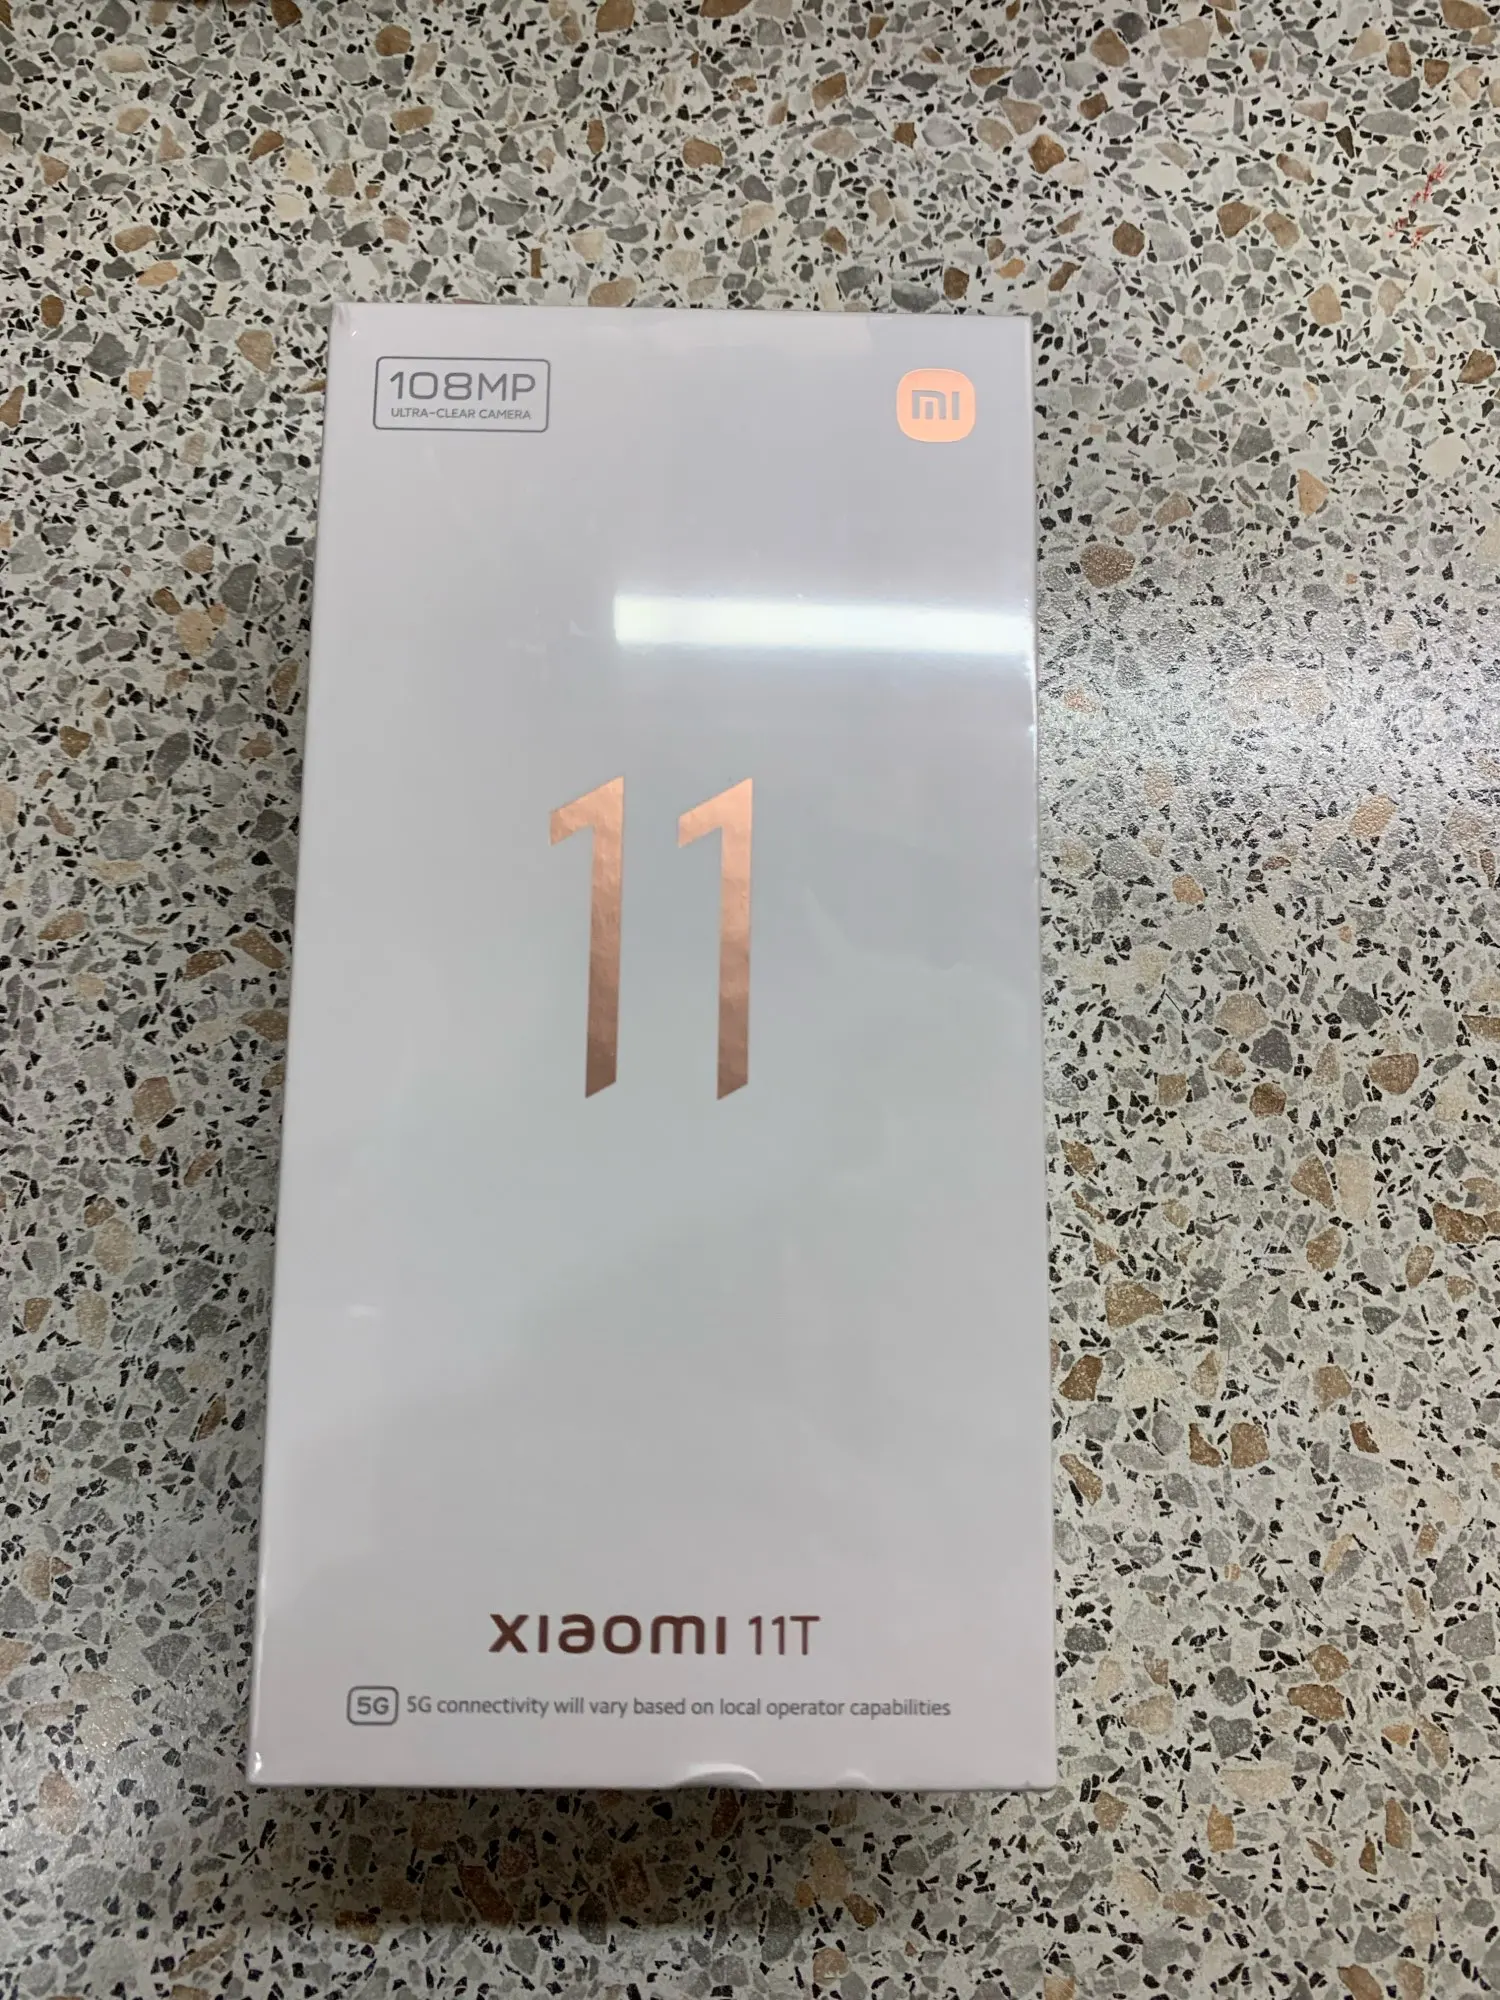 108MP
ULTRA-CLEAR CAMERA
mi
11
xiaomi 11T
5G 5G connectivity will vary based on local operator capabilities